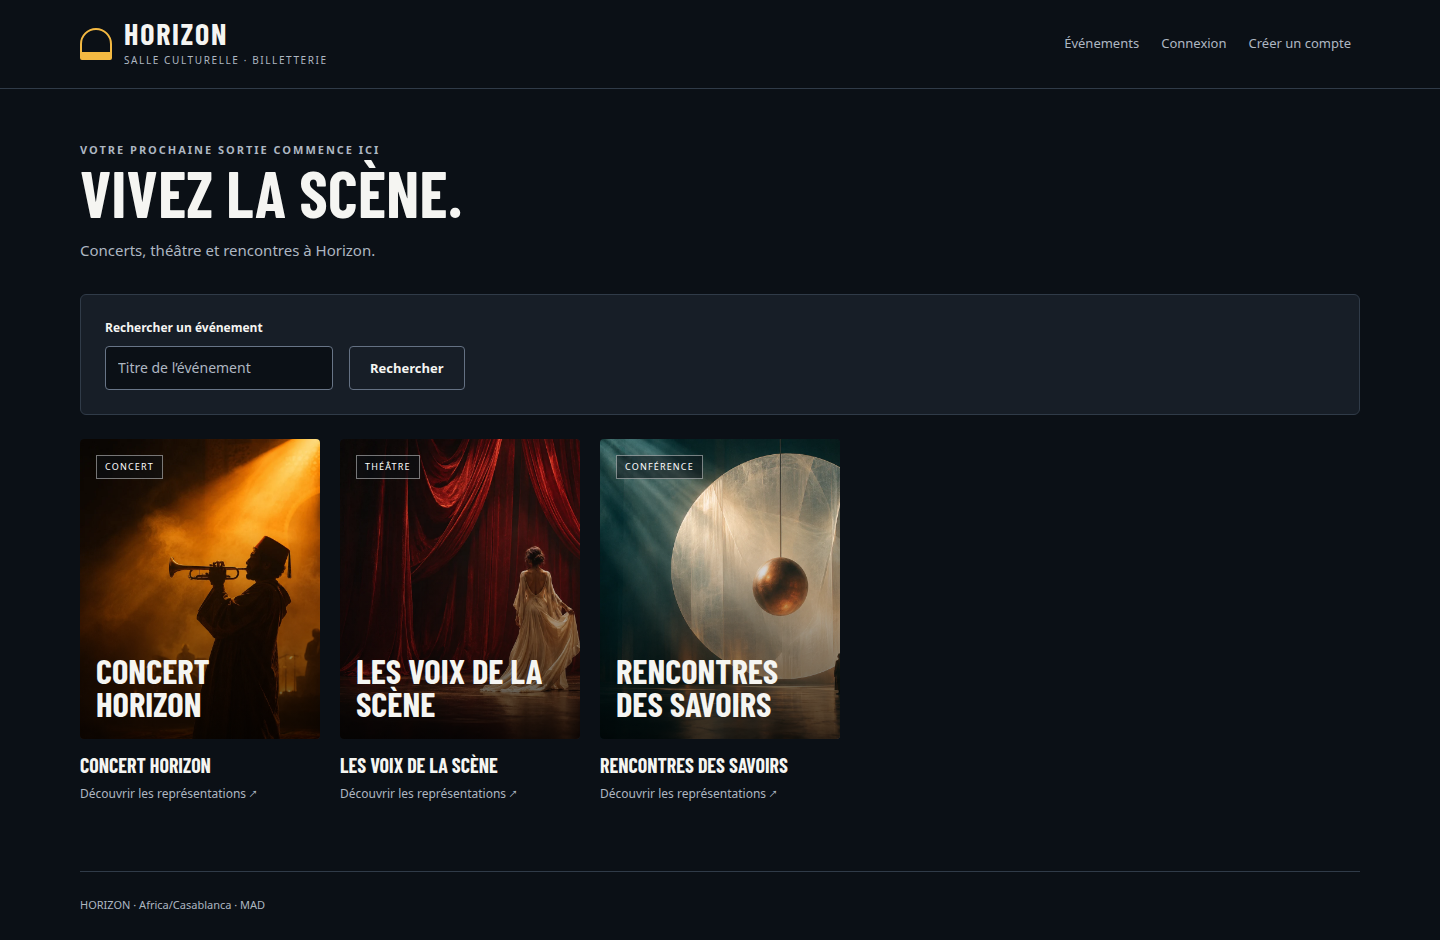 HORIZON
SALLE CULTURELLE · BILLETTERIE
Événements
Connexion
Créer un compte
VOTRE PROCHAINE SORTIE COMMENCE ICI
VIVEZ LA SCÈNE.
Concerts, théâtre et rencontres à Horizon.
Rechercher un événement
Titre de l'événement
Rechercher
CONCERT
CONCERT
HORIZON
CONCERT HORIZON
Découvrir les représentations ↗
THÉÂTRE
LES VOIX DE LA
SCÈNE
LES VOIX DE LA SCÈNE
Découvrir les représentations ↗
CONFÉRENCE
RENCONTRES
DES SAVOIRS
RENCONTRES DES SAVOIRS
Découvrir les représentations ↗
HORIZON · Africa/Casablanca · MAD